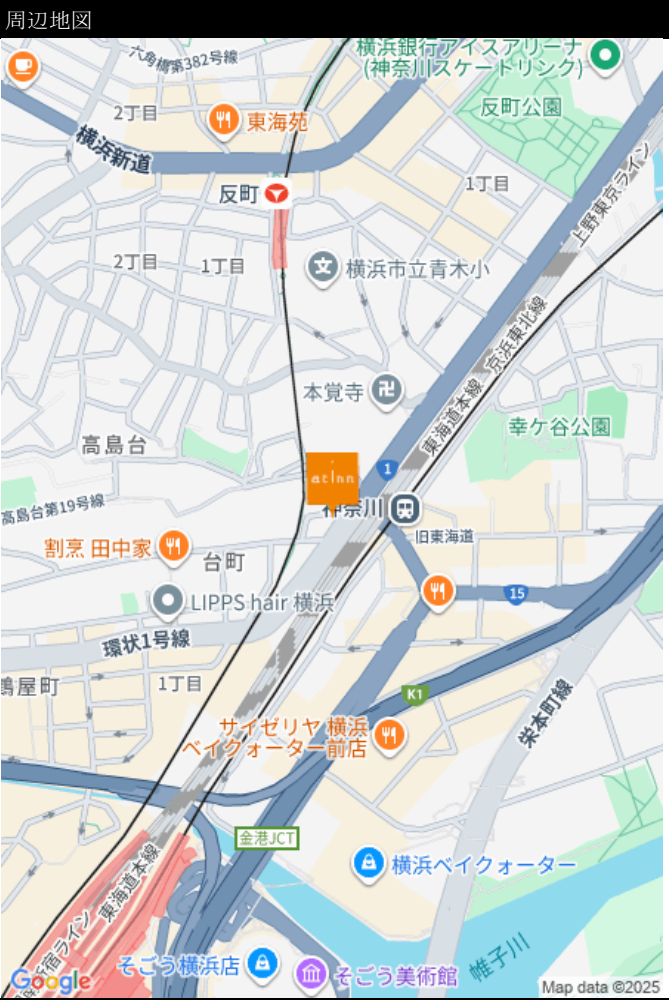 周辺地図
六角橋第382号線
横浜銀行アイスアリーナ
(神奈川スケートリンク)
反町公園
2丁目
東海苑
横浜新道
1丁目
反町
上野東京ライン
2丁目
1丁目
横浜市立青木小
京浜東北線
本覚寺
東海道本線
幸ケ谷公園
高島台
1
atInn
高島台第19号線
神奈川
旧東海道
割烹 田中家
台町
15
LIPPS hair 横浜
環状1号線
鶴屋町
1丁目
K1
栄本町線
サイゼリヤ 横浜
ベイクォーター前店
金港JCT
横浜ベイクォーター
東海道本線
新宿ライン
帷子川
そごう横浜店
そごう美術館
Google
Map data ©2025